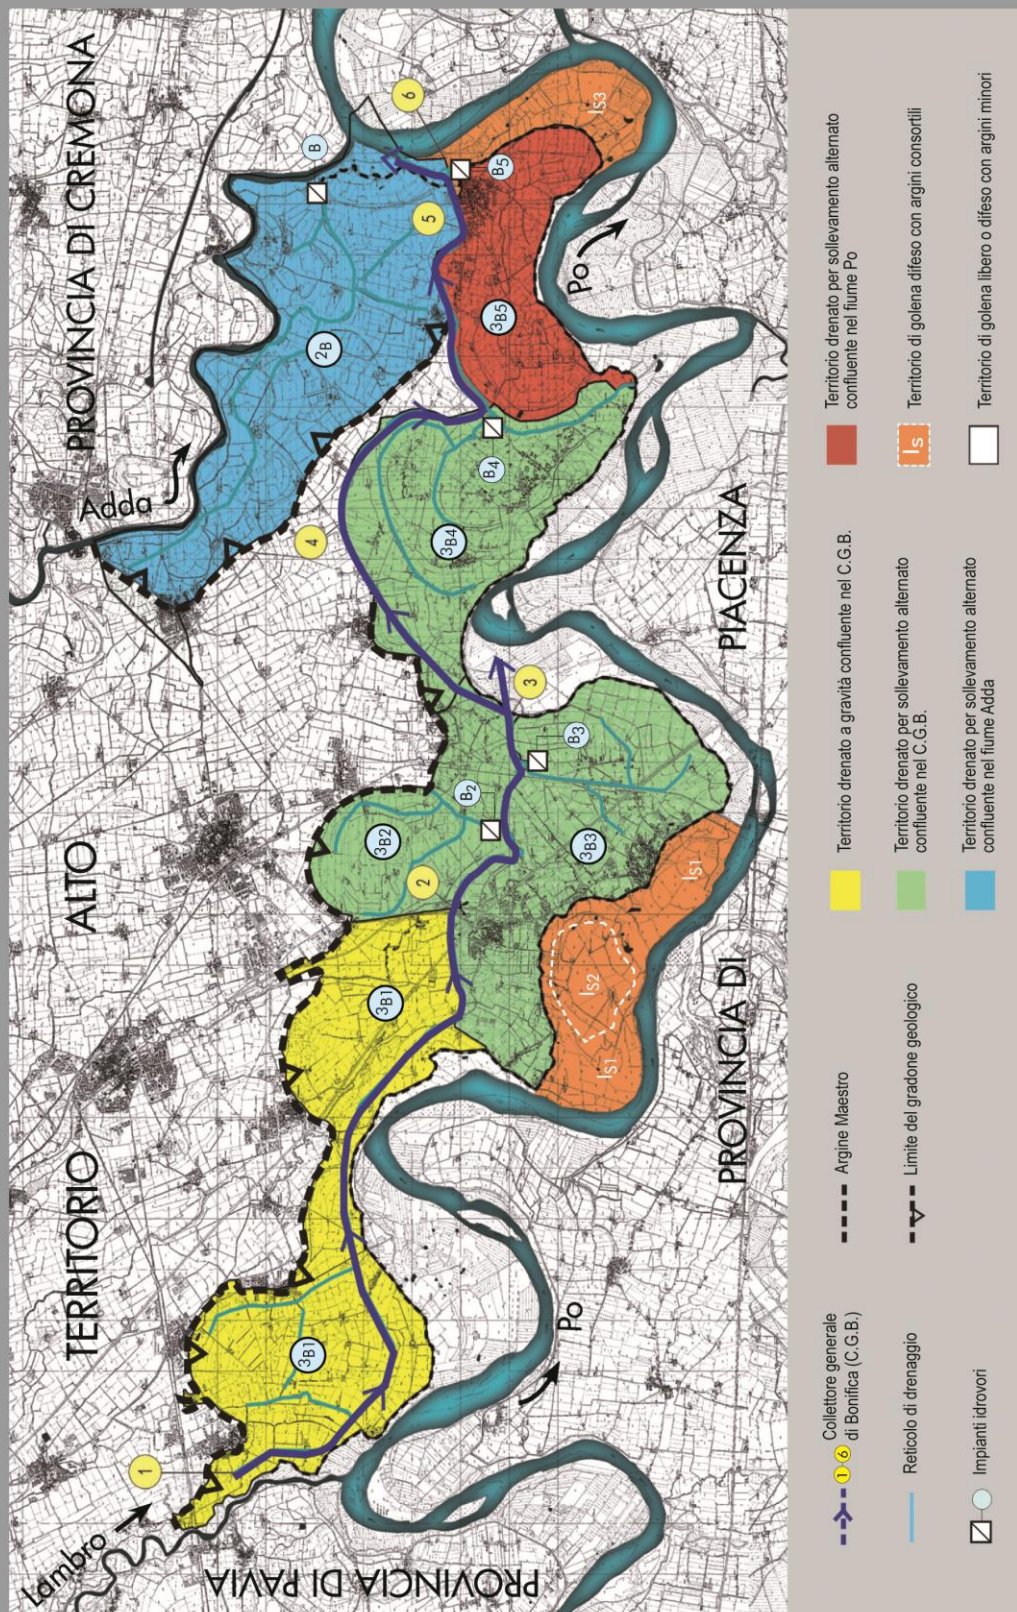 PROVINCIA DI CREMONA
TERRITORIO ALTO
Adda
Lambro
PROVINCIA DI PAVIA
Po
Po
PROVINCIA DI PIACENZA
1
2
3
4
5
6
3B1
3B1
3B2
3B3
3B4
3B5
2B
B
B2
B3
B4
B5
Is1
Is2
Is1
Is3
1 6 Collettore generale
di Bonifica (C.G.B.)
Reticolo di drenaggio
Impianti idrovori
Argine Maestro
Limite del gradone geologico
Territorio drenato a gravità confluente nel C.G.B.
Territorio drenato per sollevamento alternato
confluente nel C.G.B.
Territorio drenato per sollevamento alternato
confluente nel fiume Adda
Territorio drenato per sollevamento alternato
confluente nel fiume Po
Is
Territorio di golena difeso con argini consortili
Territorio di golena libero o difeso con argini minori